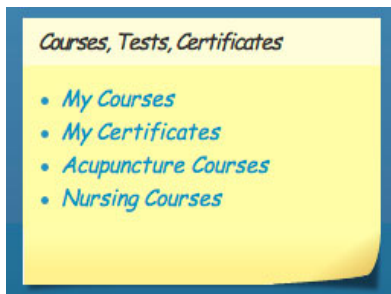 Courses, Tests, Certificates
My Courses
My Certificates
Acupuncture Courses
Nursing Courses